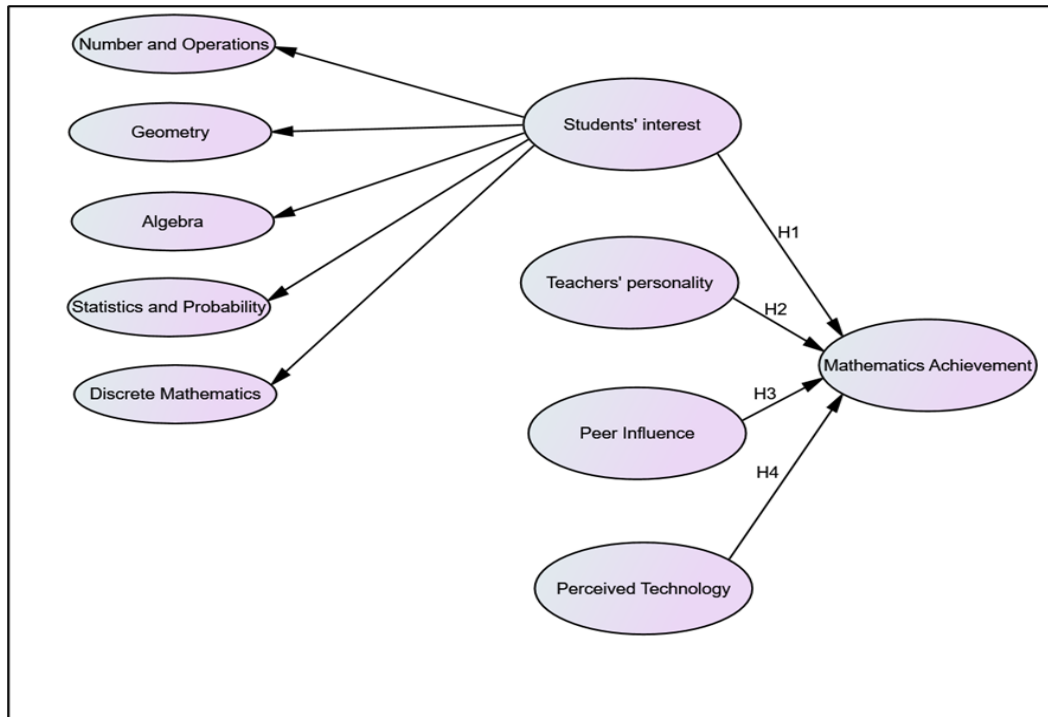 Number and Operations
Geometry
Algebra
Statistics and Probability
Discrete Mathematics
Students' interest
Teachers' personality
Peer Influence
Perceived Technology
H1
H2
H3
H4
Mathematics Achievement